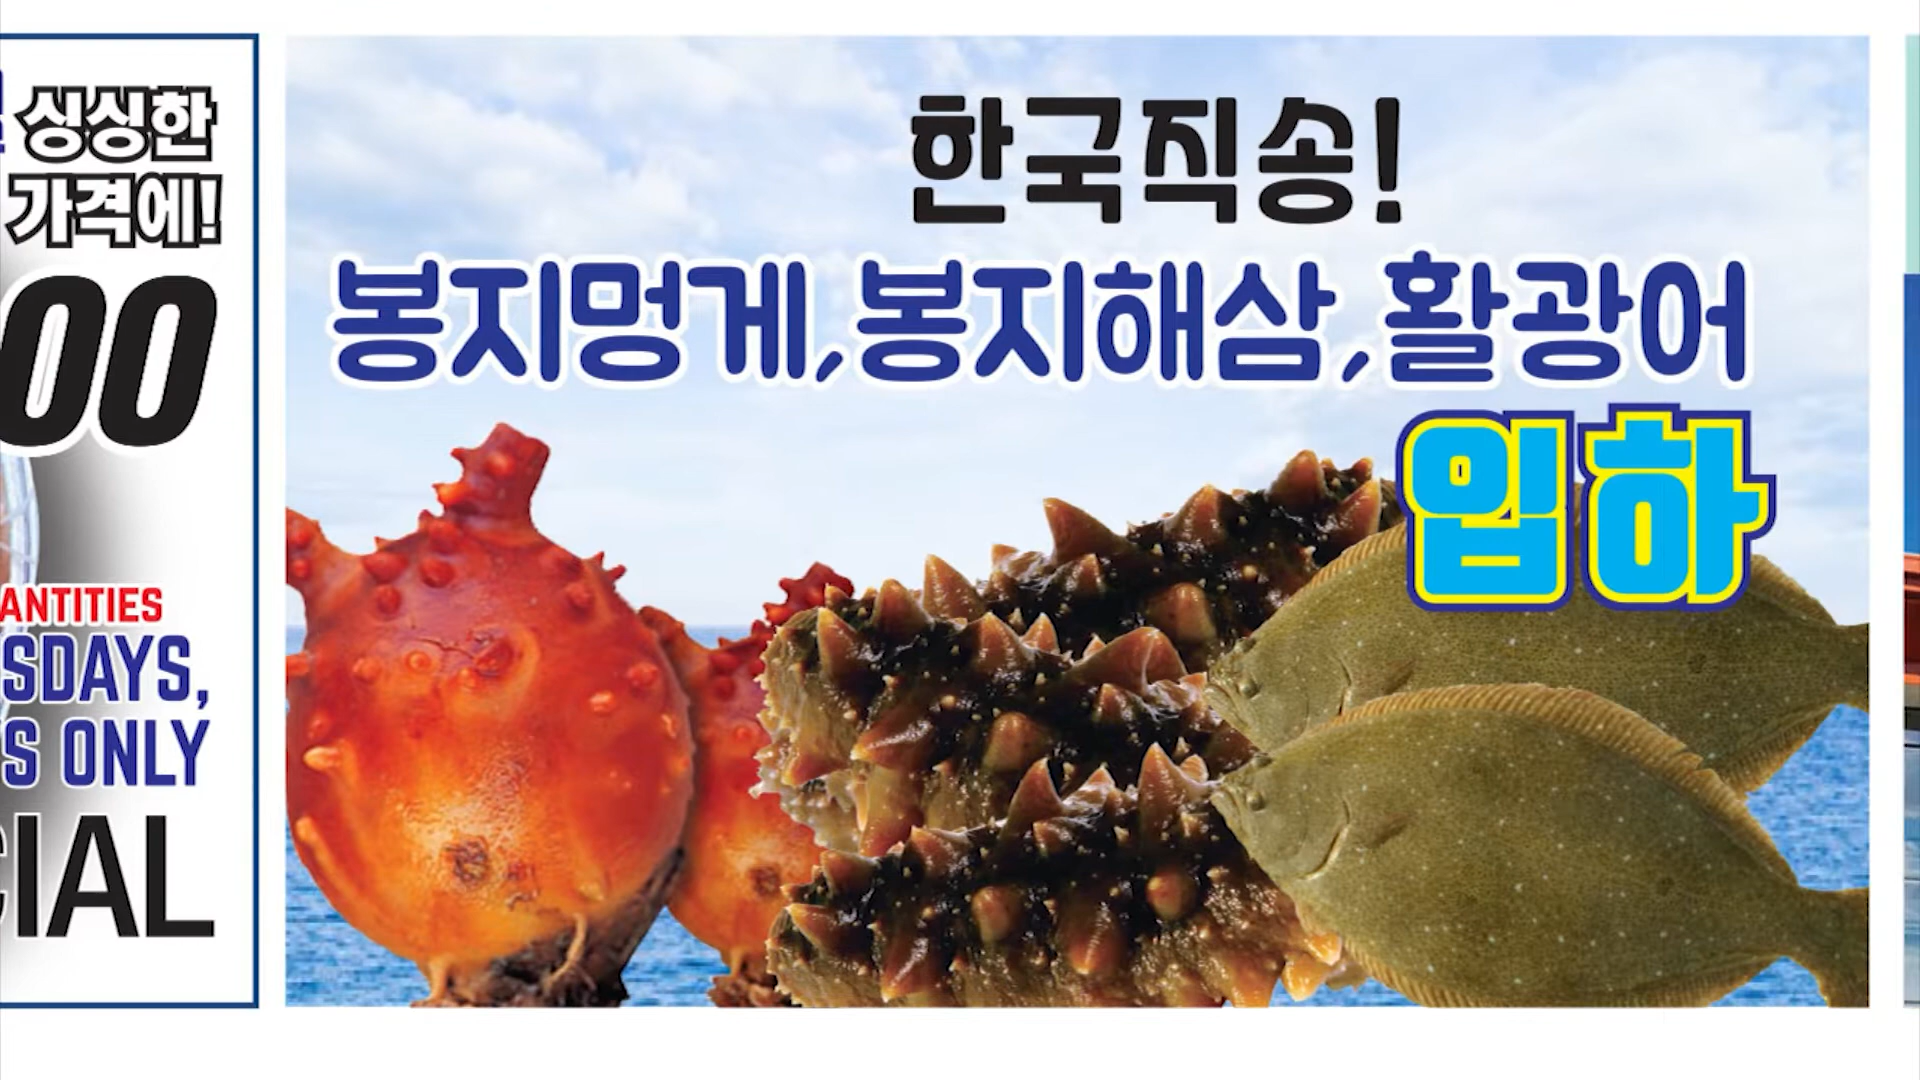 싱싱한
가격에!
00
ANTITIES
SDAYS,
S ONLY
CIAL
한국직송!
봉지멍게,봉지해삼,활광어
입하